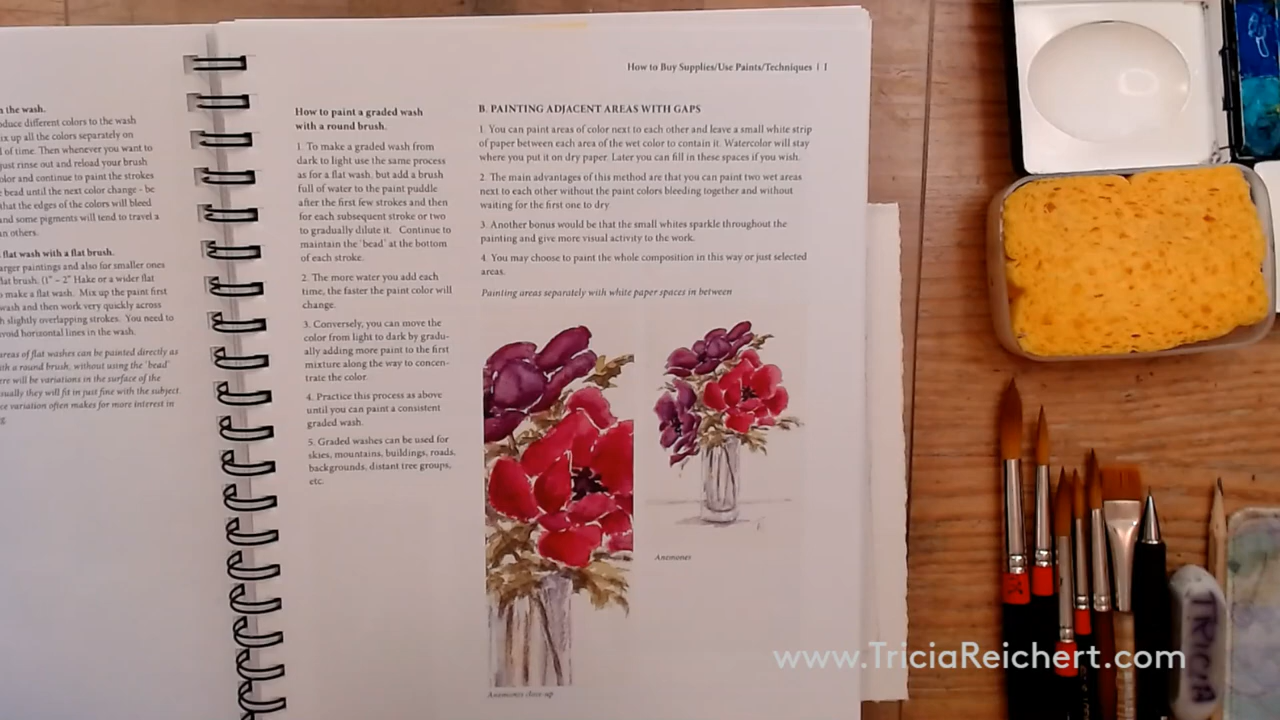 n the wash.
oduce different colors to the wash
ix up all the colors separately on
l of time. Then whenever you want to
just rinse out and reload your brush
olor and continue to paint the strokes
e bead until the next color change - be
that the edges of the colors will bleed
and some pigments will tend to travel a
an others.
flat wash with a flat brush.
arger paintings and also for smaller ones
flat brush. (1" – 2" Hake or a wider flat
o make a flat wash. Mix up the paint first
wash and then work very quickly across
h slightly overlapping strokes. You need to
avoid horizontal lines in the wash.
areas of flat washes can be painted directly as
ith a round brush, without using the 'bead'
ere will be variations in the surface of the
sually they will fit in just fine with the subject.
ce variation often makes for more interest in
g.
How to Buy Supplies/Use Paints/Techniques | 1
How to paint a graded wash
with a round brush.
1. To make a graded wash from
dark to light use the same process
as for a flat wash, but add a brush
full of water to the paint puddle
after the first few strokes and then
for each subsequent stroke or two
to gradually dilute it. Continue to
maintain the 'bead' at the bottom
of each stroke.
2. The more water you add each
time, the faster the paint color will
change.
3. Conversely, you can move the
color from light to dark by gradu-
ally adding more paint to the first
mixture along the way to concen-
trate the color.
4. Practice this process as above
until you can paint a consistent
graded wash.
5. Graded washes can be used for
skies, mountains, buildings, roads,
backgrounds, distant tree groups,
etc.
B. PAINTING ADJACENT AREAS WITH GAPS
1. You can paint areas of color next to each other and leave a small white strip
of paper between each area of the wet color to contain it. Watercolor will stay
where you put it on dry paper. Later you can fill in these spaces if you wish.
2. The main advantages of this method are that you can paint two wet areas
next to each other without the paint colors bleeding together and without
waiting for the first one to dry.
3. Another bonus would be that the small whites sparkle throughout the
painting and give more visual activity to the work.
4. You may choose to paint the whole composition in this way or just selected
areas.
Painting areas separately with white paper spaces in between
Anemones
Anemones close-up
TRICIA
www.TriciaReichert.com